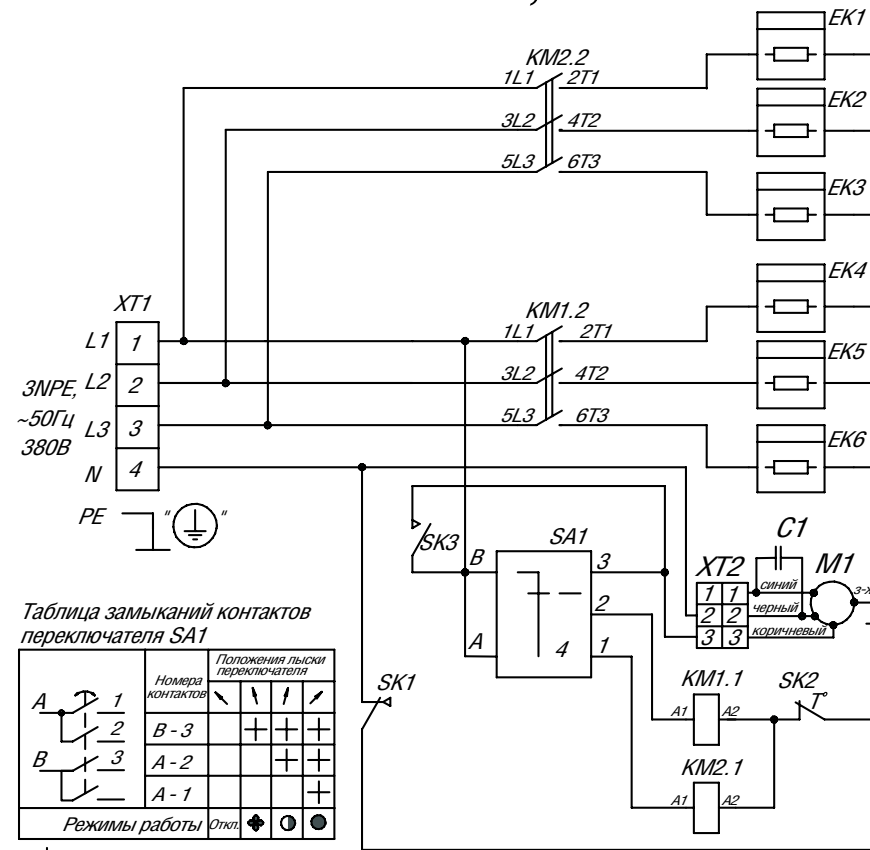 EK1
KM2.2
1L1 2T1
EK2
3L2 4T2
5L3 6T3
EK3
EK4
XT1
KM1.2
L1 1
1L1 2T1
EK5
3NPE, L2 2
3L2 4T2
~50Гц L3 3
5L3 6T3
EK6
380В
N 4
PE " "
SK3 SA1
C1
B 3
XT2 M1
1 1 синий
2
2 2 черный
3 3 коричневый
A 4 1
Таблица замыканий контактов
переключателя SA1
Номера
контактов
Положения лыски
переключателя
SK1
KM1.1 SK2
A 1
A1 A2 T°
2
B - 3 + + +
B 3
A - 2 + +
KM2.1
A - 1 +
A1 A2
Режимы работы Откл.